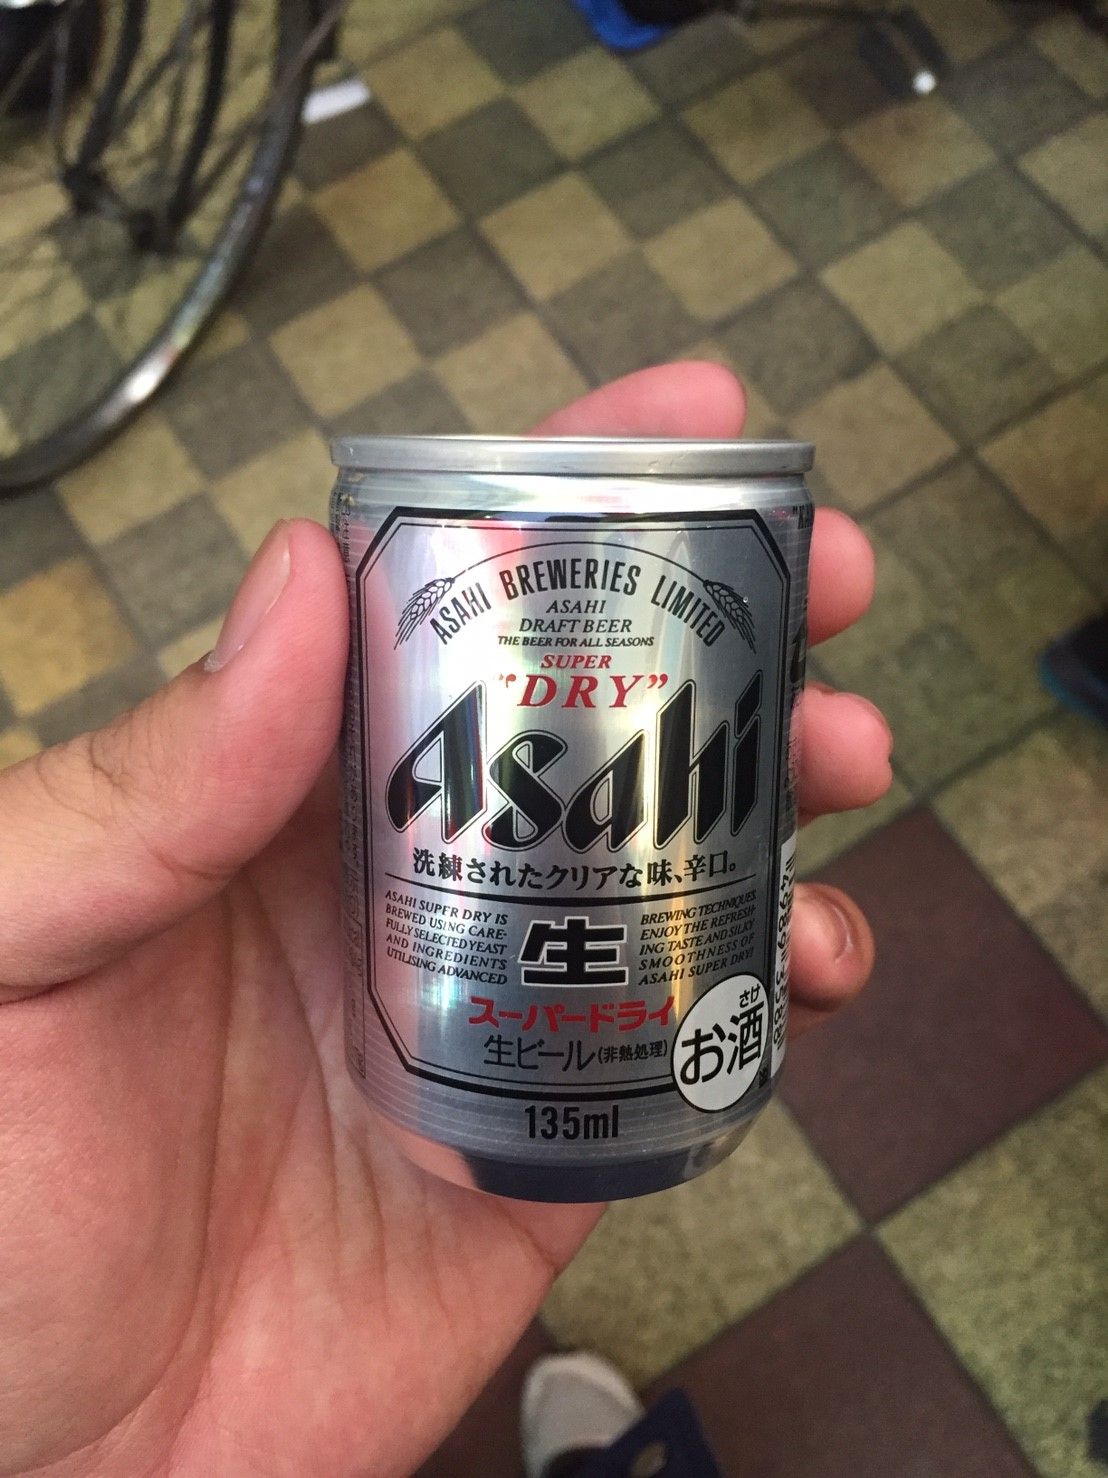 ASAHI BREWERIES LIMITED
ASAHI
DRAFT BEER
THE BEER FOR ALL SEASONS
SUPER
"DRY"
Asahi
洗練されたクリアな味、辛口。
ASAHI SUPER DRY IS
BREWED USING CARE-
FULLY SELECTED YEAST
AND INGREDIENTS
UTILISING ADVANCED
生
BREWING TECHNIQUES.
ENJOY THE REFRESH-
ING TASTE AND SILKY
SMOOTHNESS OF
ASAHI SUPER DRY!
スーパードライ
生ビール(非熱処理)
さけ
お酒
135ml